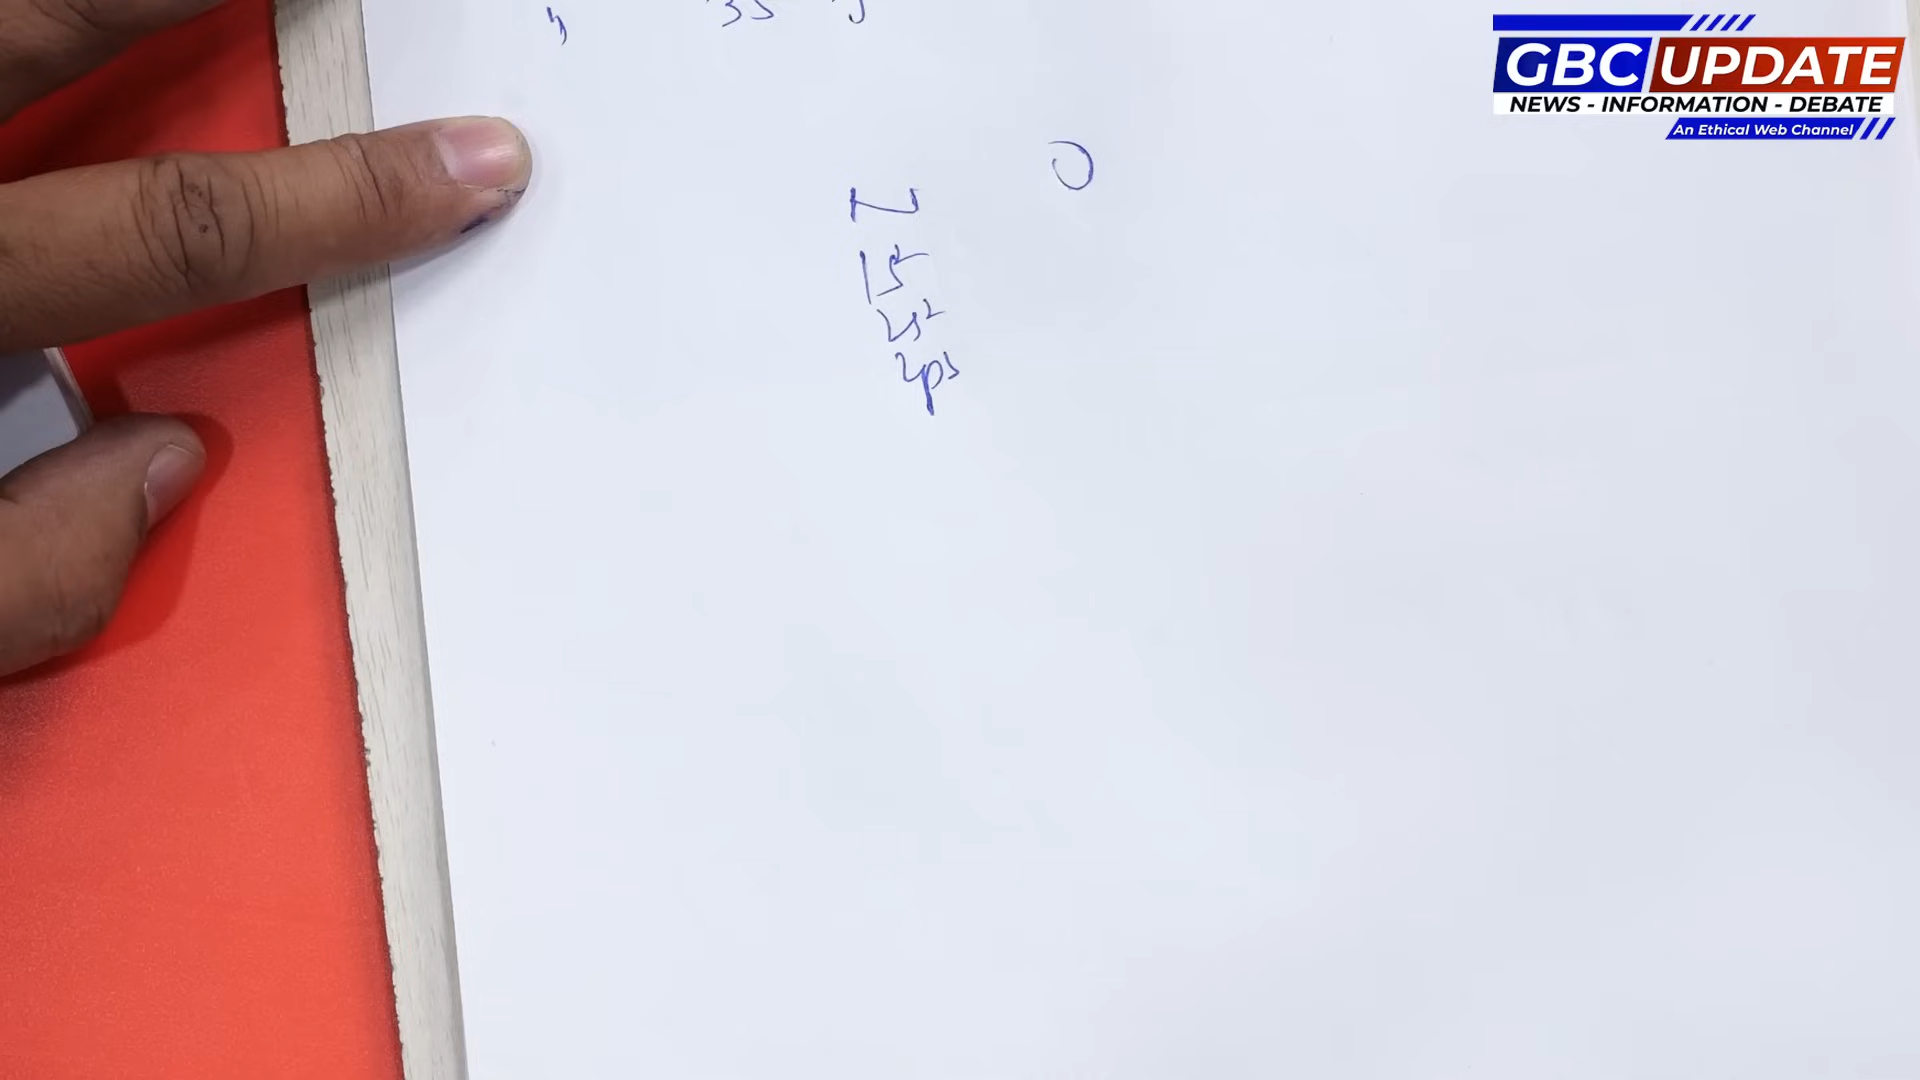 GBC UPDATE
NEWS - INFORMATION - DEBATE
An Ethical Web Channel
N O
1s²
2s²
2p³